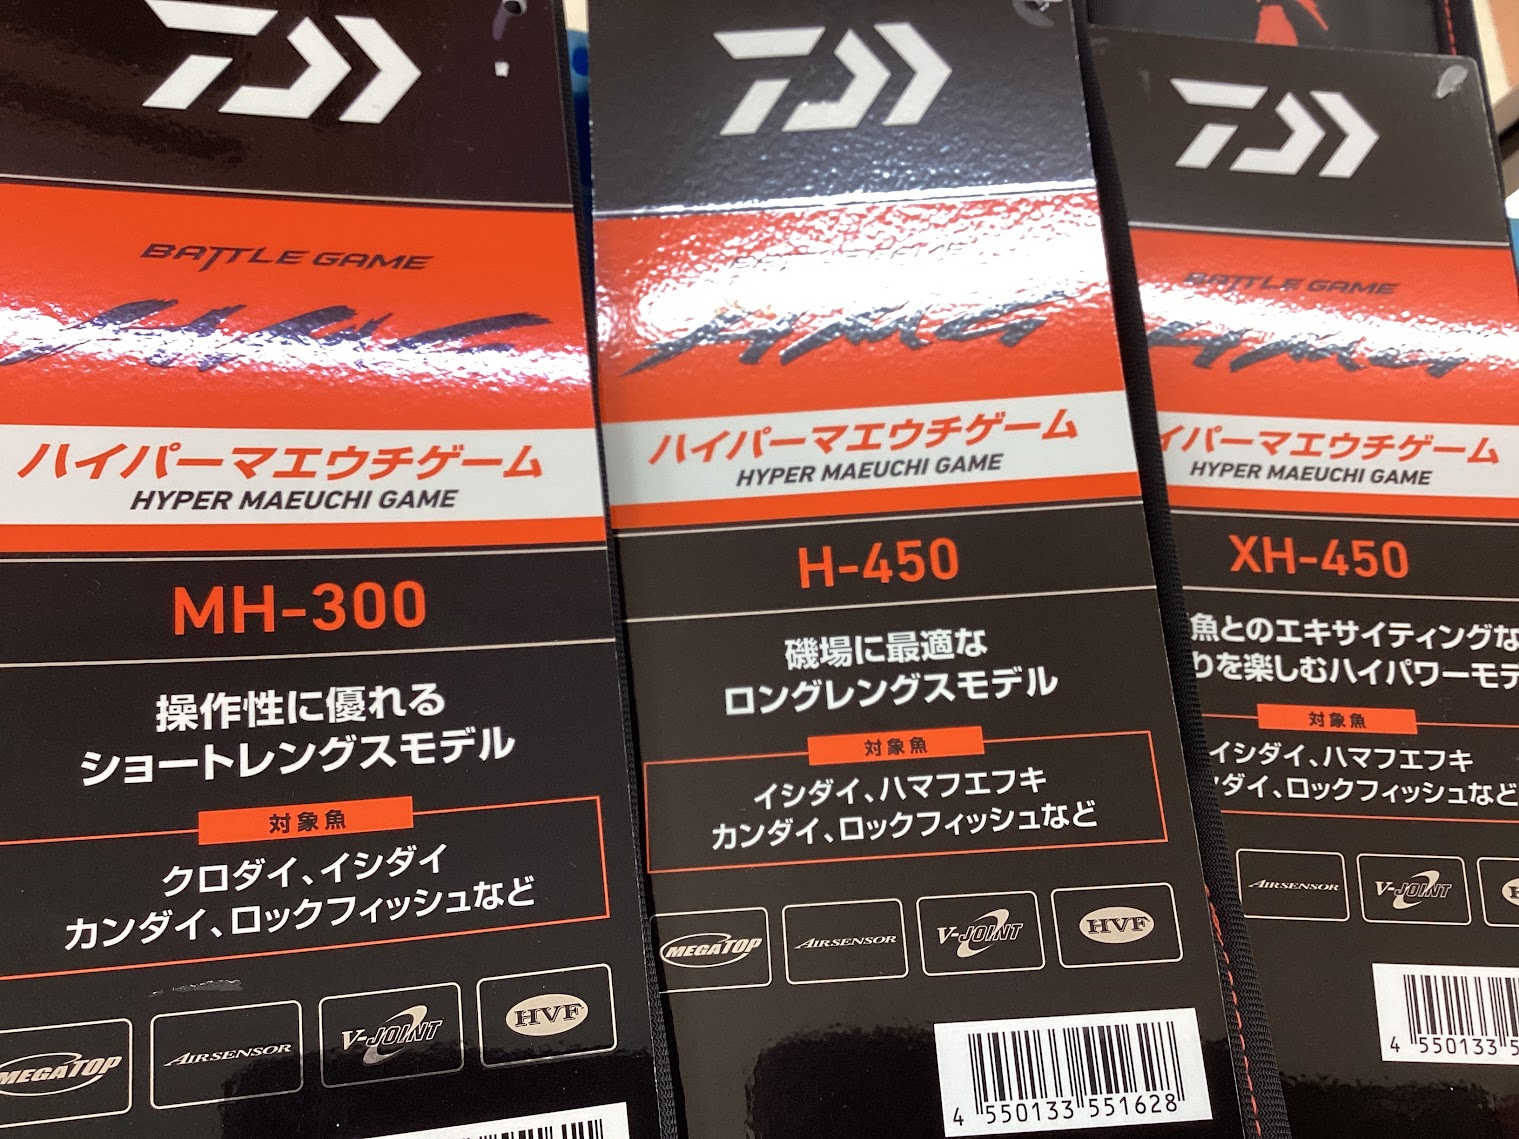 BATTLE GAME
HMG
ハイパーマエウチゲーム
HYPER MAEUCHI GAME
MH-300
操作性に優れる
ショートレングスモデル
対象魚
クロダイ、イシダイ
カンダイ、ロックフィッシュなど
MEGATOP
AIRSENSOR
V-JOINT
HVF
HMG
ハイパーマエウチゲーム
HYPER MAEUCHI GAME
H-450
磯場に最適な
ロングレングスモデル
対象魚
イシダイ、ハマフエフキ
カンダイ、ロックフィッシュなど
MEGATOP
AIRSENSOR
V-JOINT
HVF
4 550133 551628
BATTLE GAME
HMG
イパーマエウチゲーム
HYPER MAEUCHI GAME
XH-450
魚とのエキサイティングな
りを楽しむハイパワーモデ
対象魚
イシダイ、ハマフエフキ
ダイ、ロックフィッシュなど
AIRSENSOR
V-JOINT
4 550133 5